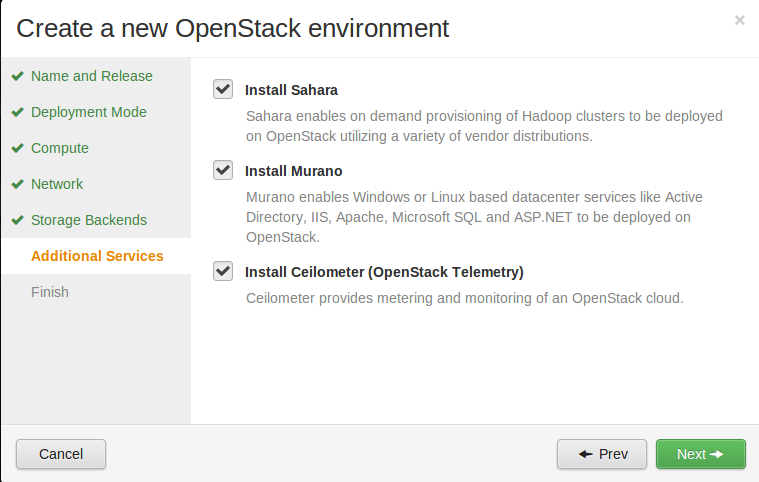 Create a new OpenStack environment
×
Name and Release
Deployment Mode
Compute
Network
Storage Backends
Additional Services
Finish
Install Sahara
Sahara enables on demand provisioning of Hadoop clusters to be deployed
on OpenStack utilizing a variety of vendor distributions.
Install Murano
Murano enables Windows or Linux based datacenter services like Active
Directory, IIS, Apache, Microsoft SQL and ASP.NET to be deployed on
OpenStack.
Install Ceilometer (OpenStack Telemetry)
Ceilometer provides metering and monitoring of an OpenStack cloud.
Cancel
Prev
Next